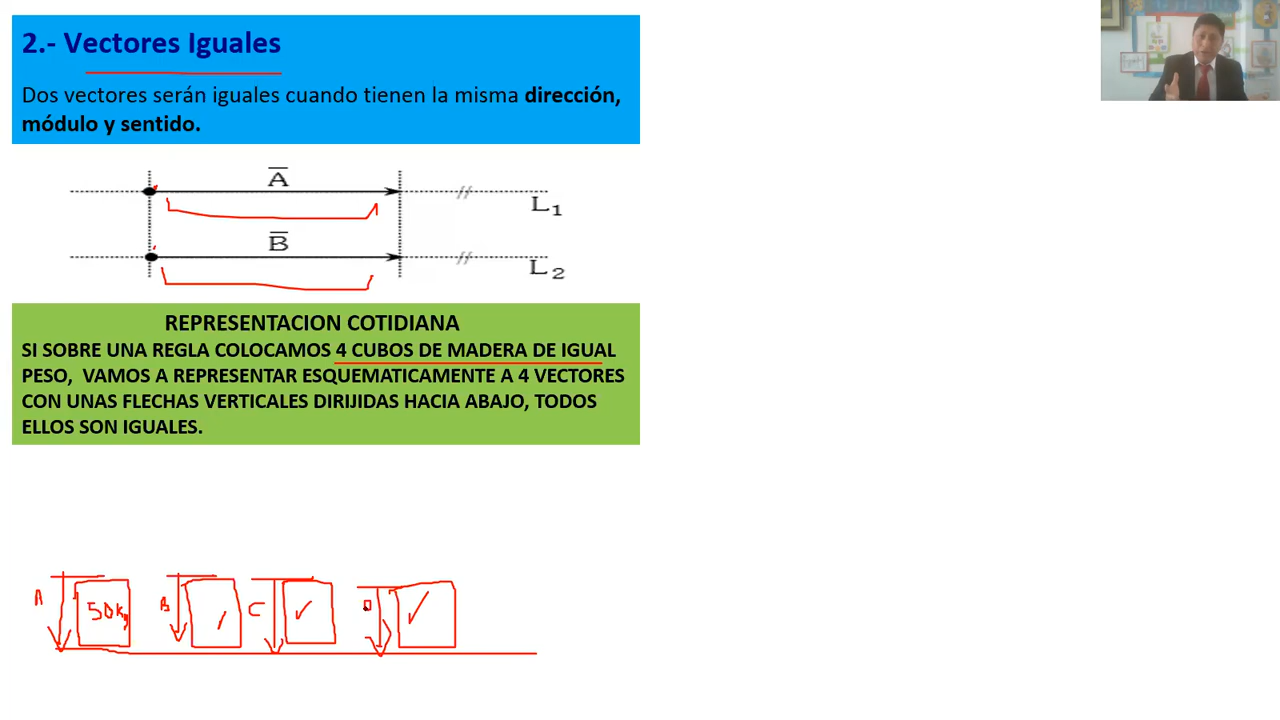 2.- Vectores Iguales
Dos vectores serán iguales cuando tienen la misma dirección,
módulo y sentido.
A
L1
B
L2
REPRESENTACION COTIDIANA
SI SOBRE UNA REGLA COLOCAMOS 4 CUBOS DE MADERA DE IGUAL
PESO, VAMOS A REPRESENTAR ESQUEMATICAMENTE A 4 VECTORES
CON UNAS FLECHAS VERTICALES DIRIJIDAS HACIA ABAJO, TODOS
ELLOS SON IGUALES.
A 50kg B C D